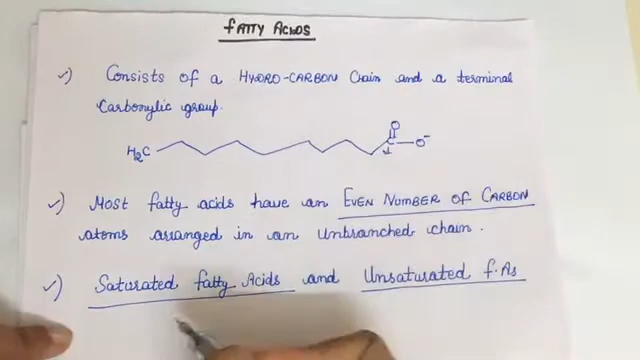 FATTY ACIDS
✓) Consists of a HYDRO-CARBON Chain and a terminal
Carboxylic group.
H₂C C O O⁻
✓) Most fatty acids have an EVEN NUMBER OF CARBON
atoms arranged in an Unbranched chain.
✓) Saturated fatty Acids and Unsaturated F.As